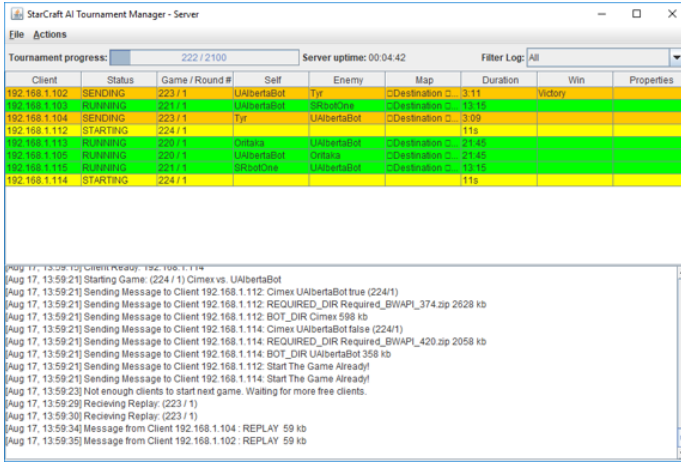 StarCraft AI Tournament Manager - Server
File Actions
Tournament progress: 222 / 2100 Server uptime: 00:04:42 Filter Log: All
Client Status Game / Round # Self Enemy Map Duration Win Properties
192.168.1.102 SENDING 223 / 1 UAlbertaBot Tyr □Destination □... 3:11 Victory
192.168.1.103 RUNNING 221 / 1 UAlbertaBot SRbotOne □Destination □... 13:15
192.168.1.104 SENDING 223 / 1 Tyr UAlbertaBot □Destination □... 3:09
192.168.1.112 STARTING 224 / 1 11s
192.168.1.113 RUNNING 220 / 1 Oritaka UAlbertaBot □Destination □... 21:45
192.168.1.105 RUNNING 220 / 1 UAlbertaBot Oritaka □Destination □... 21:45
192.168.1.115 RUNNING 221 / 1 SRbotOne UAlbertaBot □Destination □... 13:15
192.168.1.114 STARTING 224 / 1 11s
[Aug 17, 13:59:15] Client Ready: 192.168.1.114
[Aug 17, 13:59:21] Starting Game: (224 / 1) Cimex vs. UAlbertaBot
[Aug 17, 13:59:21] Sending Message to Client 192.168.1.112: Cimex UAlbertaBot true (224/1)
[Aug 17, 13:59:21] Sending Message to Client 192.168.1.112: REQUIRED_DIR Required_BWAPI_374.zip 2628 kb
[Aug 17, 13:59:21] Sending Message to Client 192.168.1.112: BOT_DIR Cimex 598 kb
[Aug 17, 13:59:21] Sending Message to Client 192.168.1.114: Cimex UAlbertaBot false (224/1)
[Aug 17, 13:59:21] Sending Message to Client 192.168.1.114: REQUIRED_DIR Required_BWAPI_420.zip 2058 kb
[Aug 17, 13:59:21] Sending Message to Client 192.168.1.114: BOT_DIR UAlbertaBot 358 kb
[Aug 17, 13:59:21] Sending Message to Client 192.168.1.112: Start The Game Already!
[Aug 17, 13:59:21] Sending Message to Client 192.168.1.114: Start The Game Already!
[Aug 17, 13:59:23] Not enough clients to start next game. Waiting for more free clients.
[Aug 17, 13:59:29] Recieving Replay: (223 / 1)
[Aug 17, 13:59:30] Recieving Replay: (223 / 1)
[Aug 17, 13:59:34] Message from Client 192.168.1.104 : REPLAY 59 kb
[Aug 17, 13:59:35] Message from Client 192.168.1.102 : REPLAY 59 kb